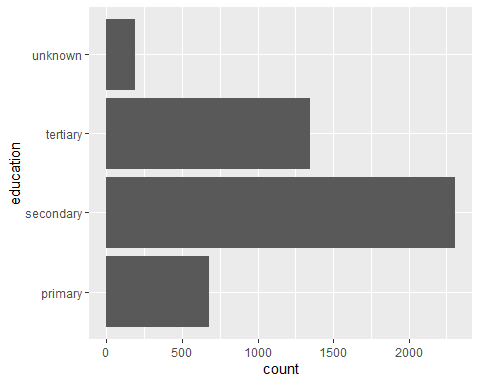 unknown
tertiary
secondary
primary
education
0 500 1000 1500 2000
count